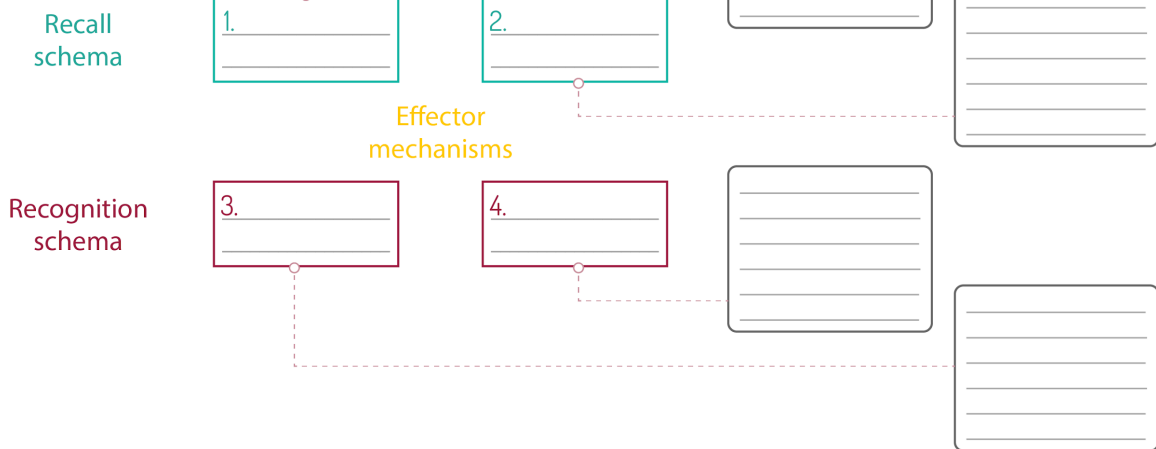 Recall
schema
1.
2.
Effector
mechanisms
Recognition
schema
3.
4.